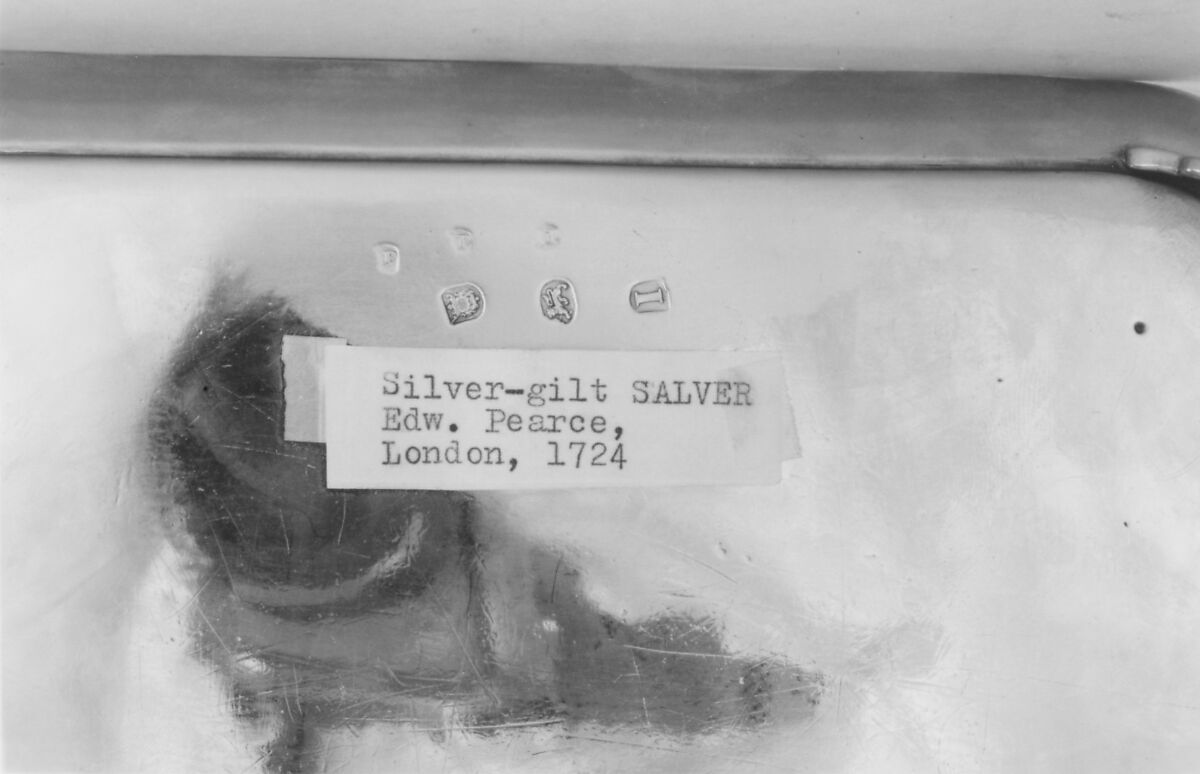 I
Silver-gilt SALVER
Edw. Pearce,
London, 1724